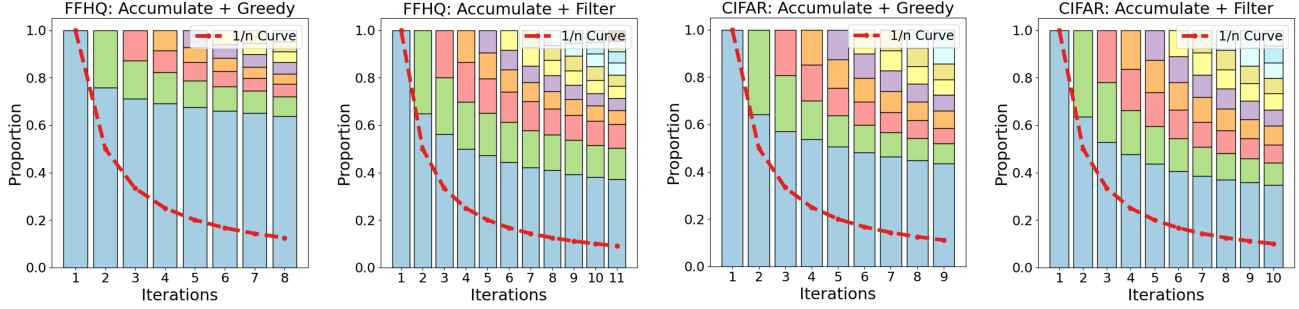 FFHQ: Accumulate + Greedy
1/n Curve
Proportion
1.0
0.8
0.6
0.4
0.2
0.0
1 2 3 4 5 6 7 8
Iterations
FFHQ: Accumulate + Filter
1/n Curve
Proportion
1.0
0.8
0.6
0.4
0.2
0.0
1 2 3 4 5 6 7 8 9 10 11
Iterations
CIFAR: Accumulate + Greedy
1/n Curve
Proportion
1.0
0.8
0.6
0.4
0.2
0.0
1 2 3 4 5 6 7 8 9
Iterations
CIFAR: Accumulate + Filter
1/n Curve
Proportion
1.0
0.8
0.6
0.4
0.2
0.0
1 2 3 4 5 6 7 8 9 10
Iterations